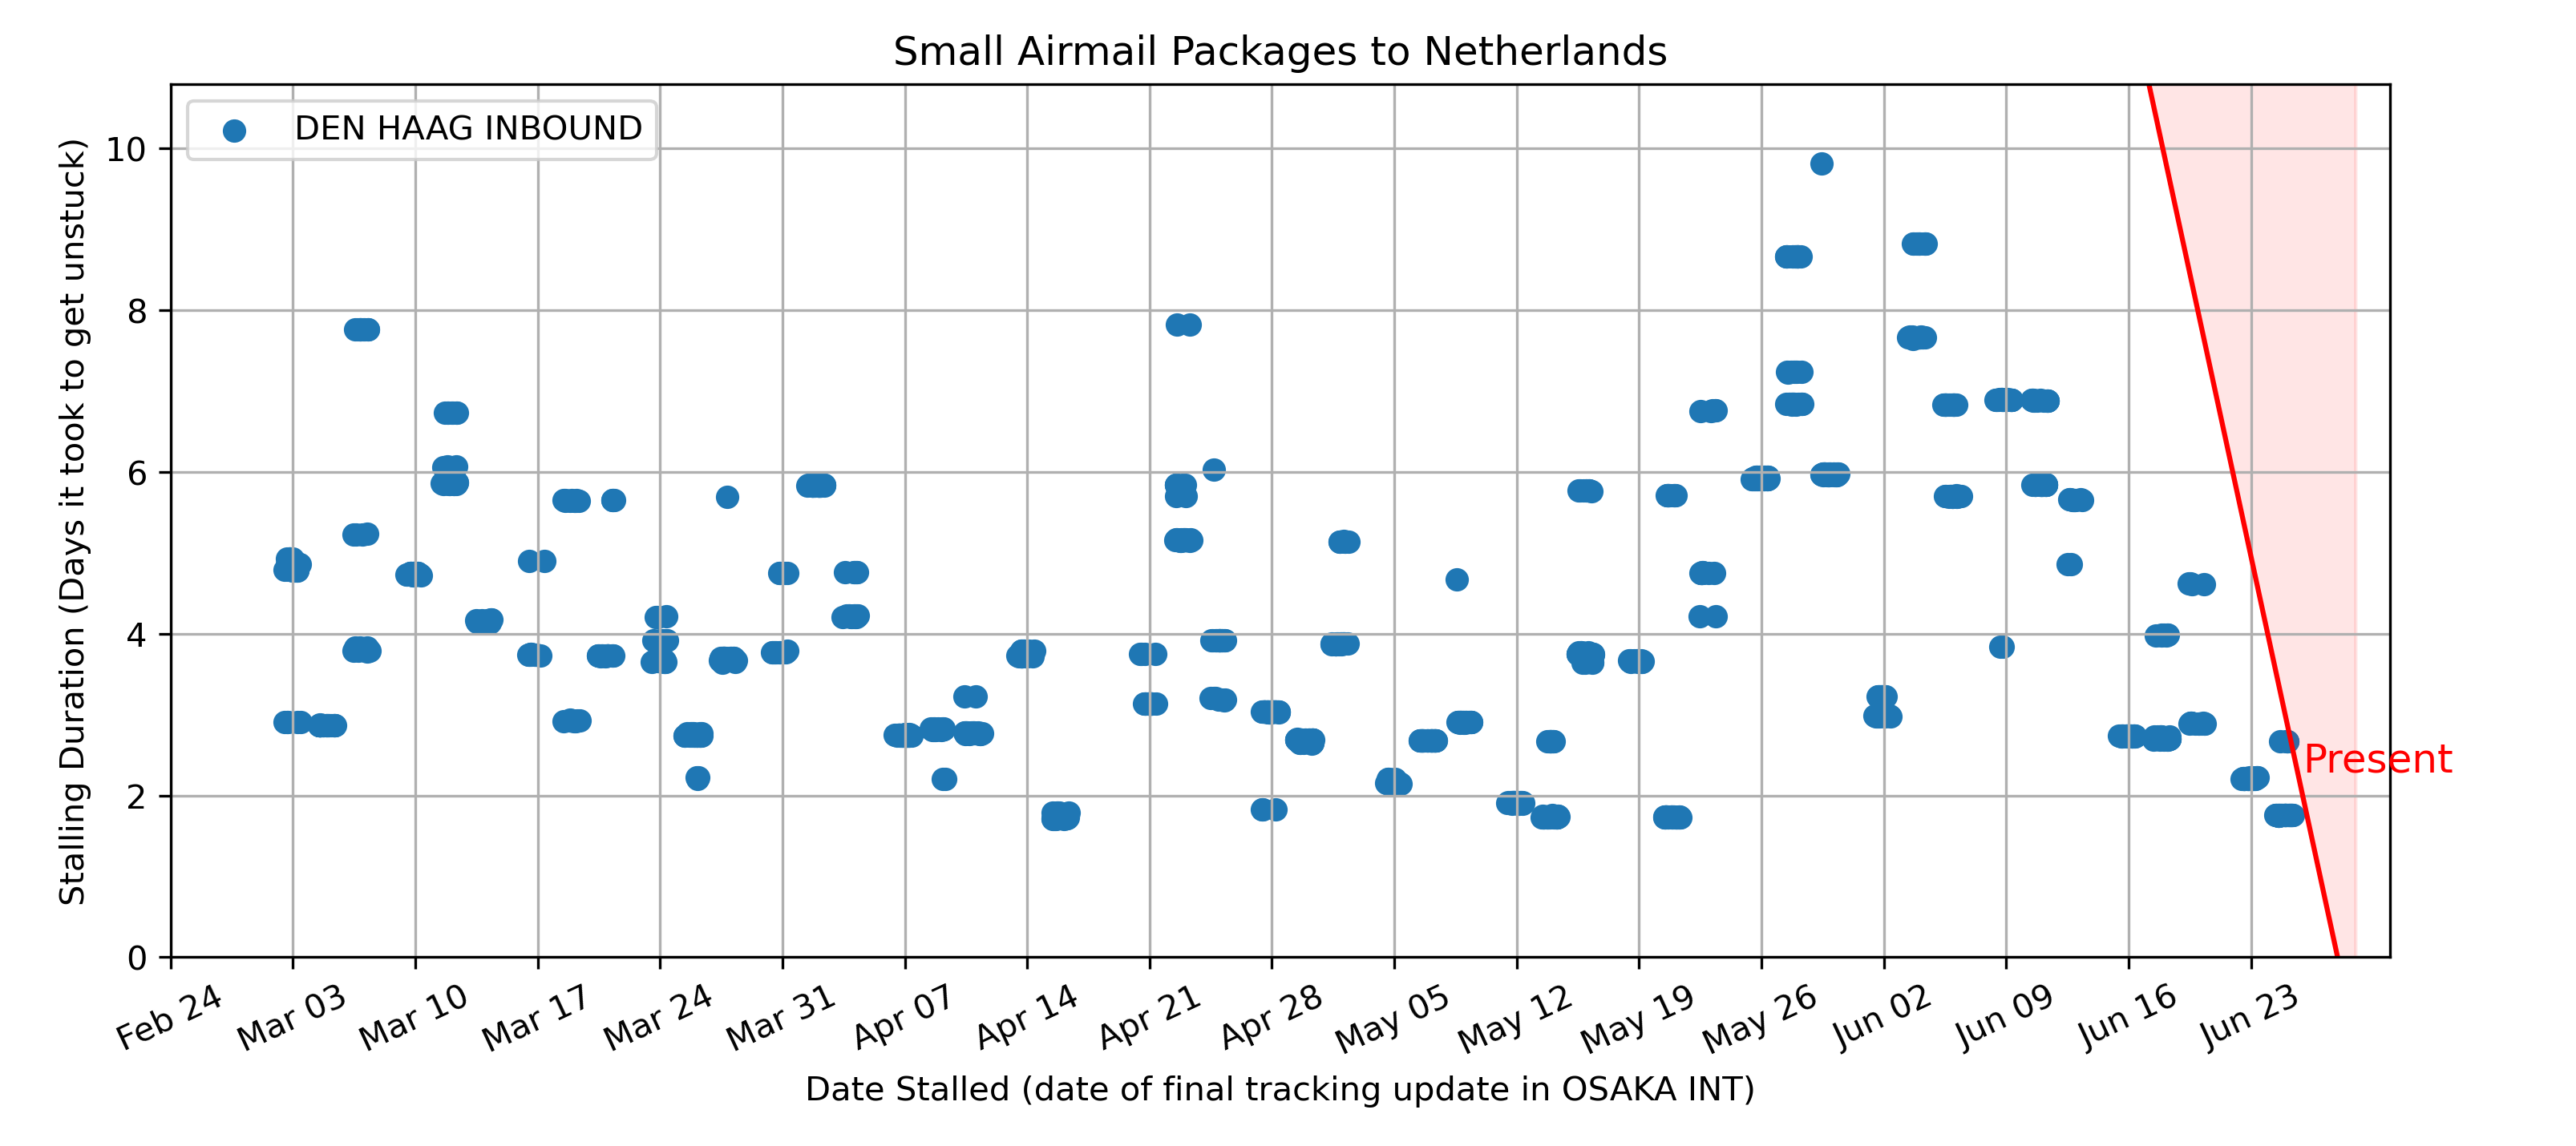 Small Airmail Packages to Netherlands
DEN HAAG INBOUND
Stalling Duration (Days it took to get unstuck)
10
8
6
4
2
0
Present
Feb 24
Mar 03
Mar 10
Mar 17
Mar 24
Mar 31
Apr 07
Apr 14
Apr 21
Apr 28
May 05
May 12
May 19
May 26
Jun 02
Jun 09
Jun 16
Jun 23
Date Stalled (date of final tracking update in OSAKA INT)